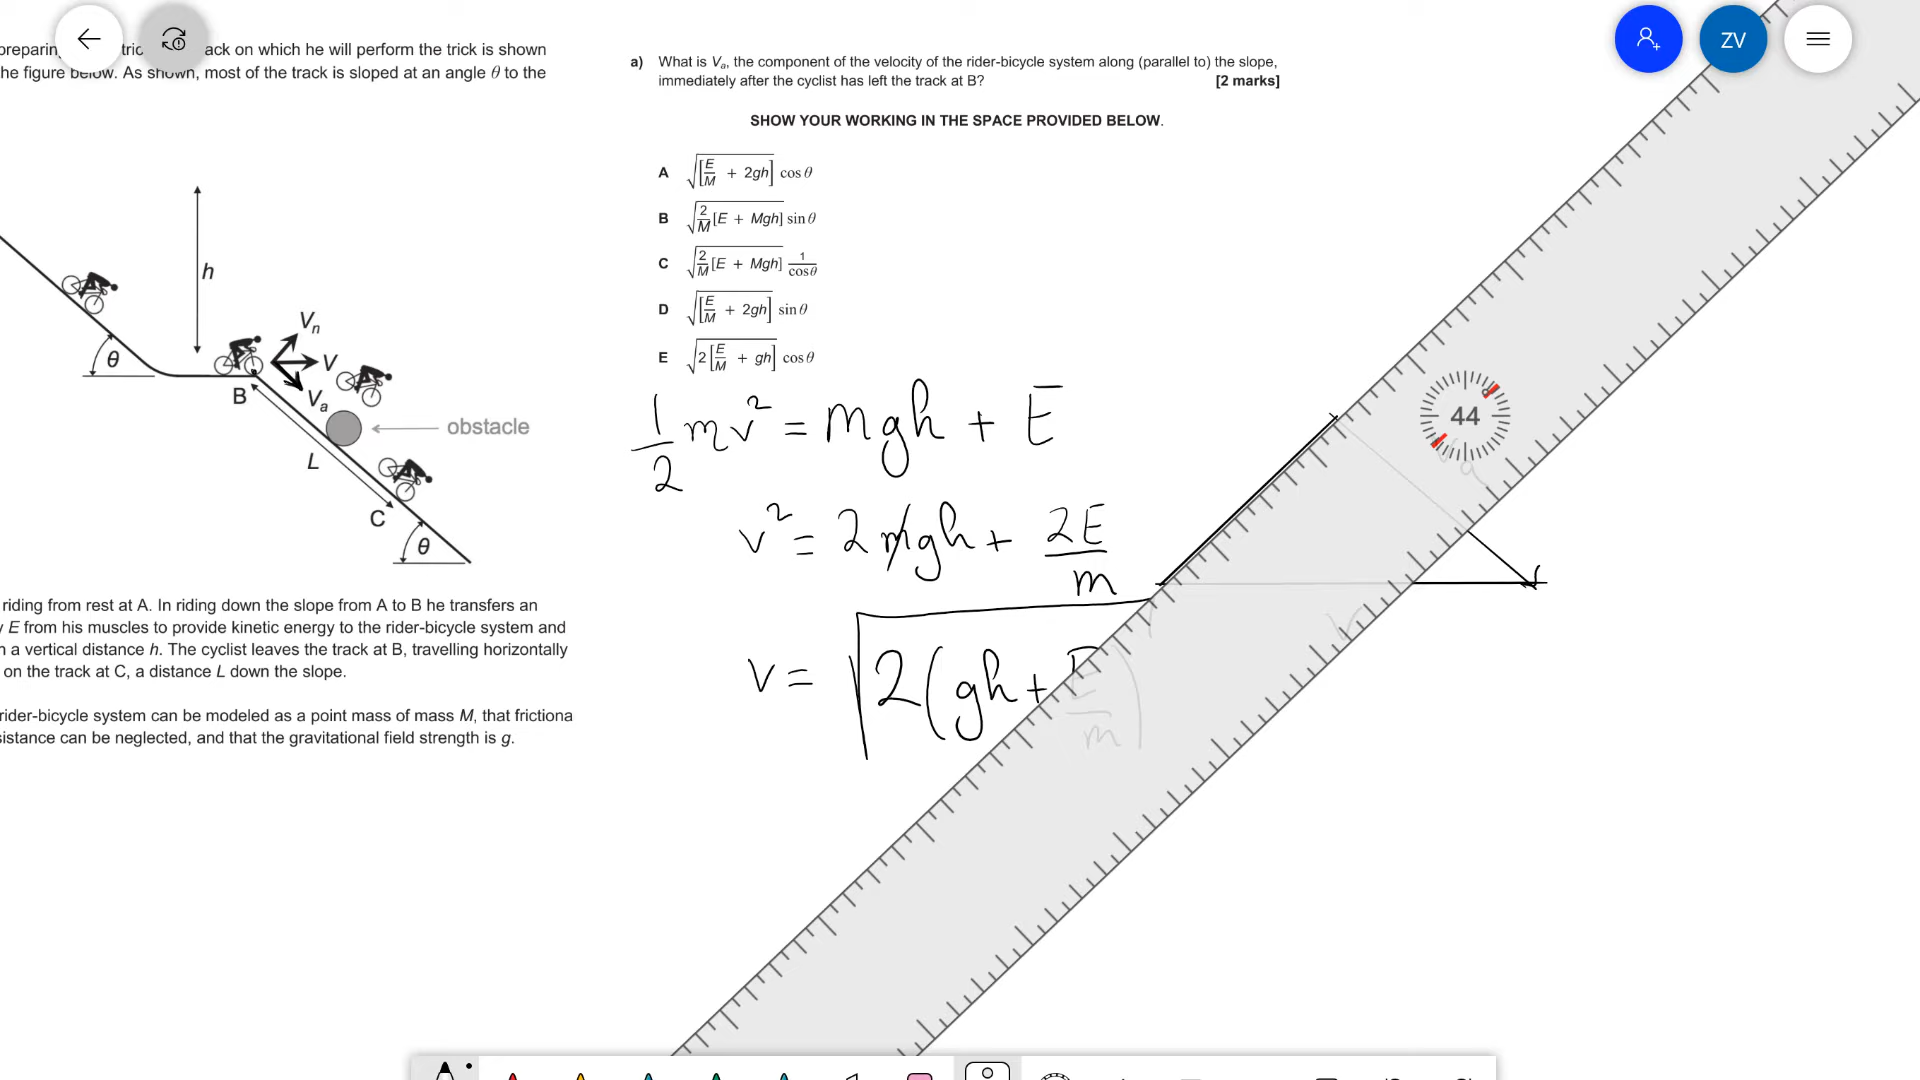 preparin tric ack on which he will perform the trick is shown
he figure below. As shown, most of the track is sloped at an angle θ to the
h
θ
B
V_n
V
V_a
obstacle
L
C
θ
riding from rest at A. In riding down the slope from A to B he transfers an
y E from his muscles to provide kinetic energy to the rider-bicycle system and
n a vertical distance h. The cyclist leaves the track at B, travelling horizontally
on the track at C, a distance L down the slope.
rider-bicycle system can be modeled as a point mass of mass M, that frictiona
sistance can be neglected, and that the gravitational field strength is g.
a) What is V_a, the component of the velocity of the rider-bicycle system along (parallel to) the slope,
immediately after the cyclist has left the track at B? [2 marks]
SHOW YOUR WORKING IN THE SPACE PROVIDED BELOW.
A √[E/M + 2gh] cos θ
B √(2/M [E + Mgh]) sin θ
C √(2/M [E + Mgh]) 1/cos θ
D √[E/M + 2gh] sin θ
E √(2[E/M + gh]) cos θ
1/2 mv² = mgh + E
v² = 2mgh + 2E/m
v = √2(gh + E/m)
44
ZV